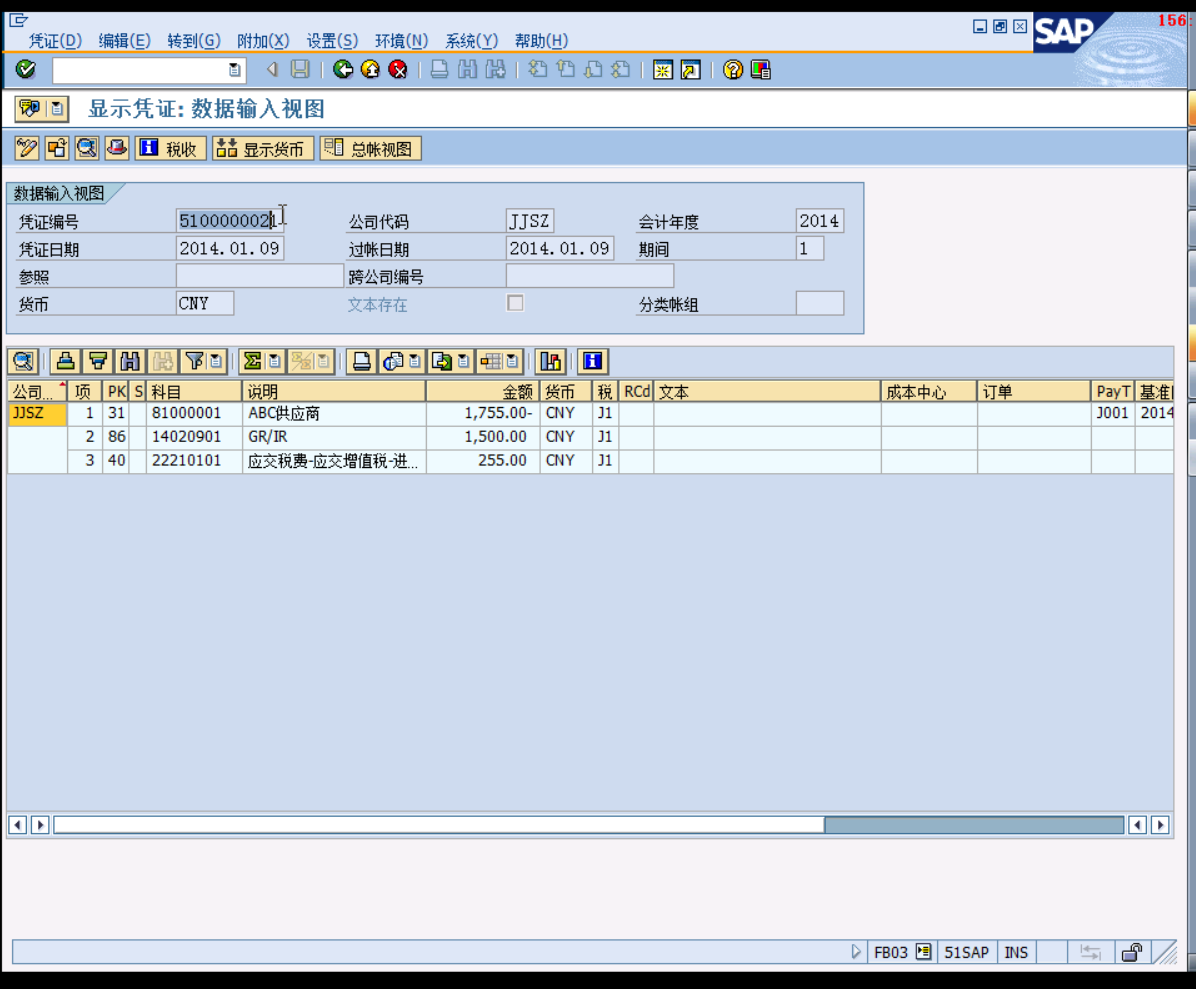 156
凭证(D) 编辑(E) 转到(G) 附加(X) 设置(S) 环境(N) 系统(Y) 帮助(H)
SAP
显示凭证: 数据输入视图
税收 显示货币 总帐视图
数据输入视图
凭证编号 5100000021 公司代码 JJSZ 会计年度 2014
凭证日期 2014.01.09 过帐日期 2014.01.09 期间 1
参照 跨公司编号
货币 CNY 文本存在 分类帐组
公司... 项 PK S 科目 说明 金额 货币 税 RCd 文本 成本中心 订单 PayT 基准
JJSZ 1 31 81000001 ABC供应商 1,755.00- CNY J1 J001 2014
2 86 14020901 GR/IR 1,500.00 CNY J1
3 40 22210101 应交税费-应交增值税-进... 255.00 CNY J1
FB03 51SAP INS